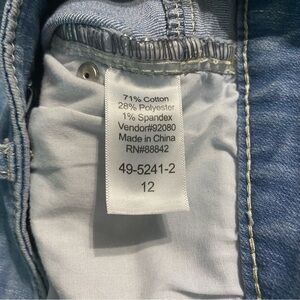 71% Cotton
28% Polyester
1% Spandex
Vendor#92080
Made in China
RN#88842
49-5241-2
12